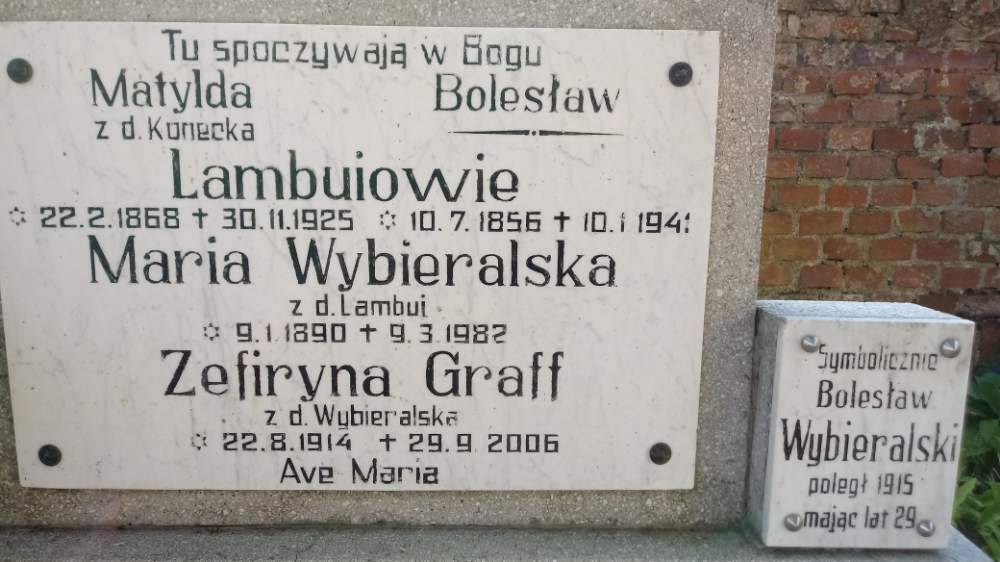 Tu spoczywają w Bogu
Matylda Bolesław
z d. Konecka
Lambuiowie
✡ 22.2.1868 ✝ 30.11.1925 ✡ 10.7.1856 ✝ 10.1.1941
Maria Wybieralska
z d. Lambui
✡ 9.1.1890 ✝ 9.3.1982
Zefiryna Graff
z d. Wybieralska
✡ 22.8.1914 ✝ 29.9.2006
Ave Maria
Symbolicznie
Bolesław
Wybieralski
poległ 1915
mając lat 29